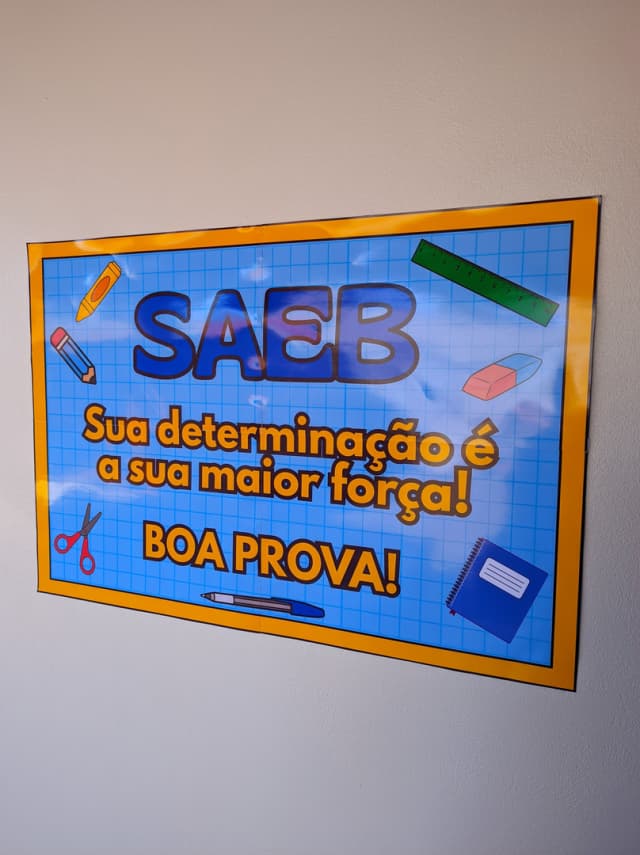 SAEB
Sua determinação é
a sua maior força!
BOA PROVA!